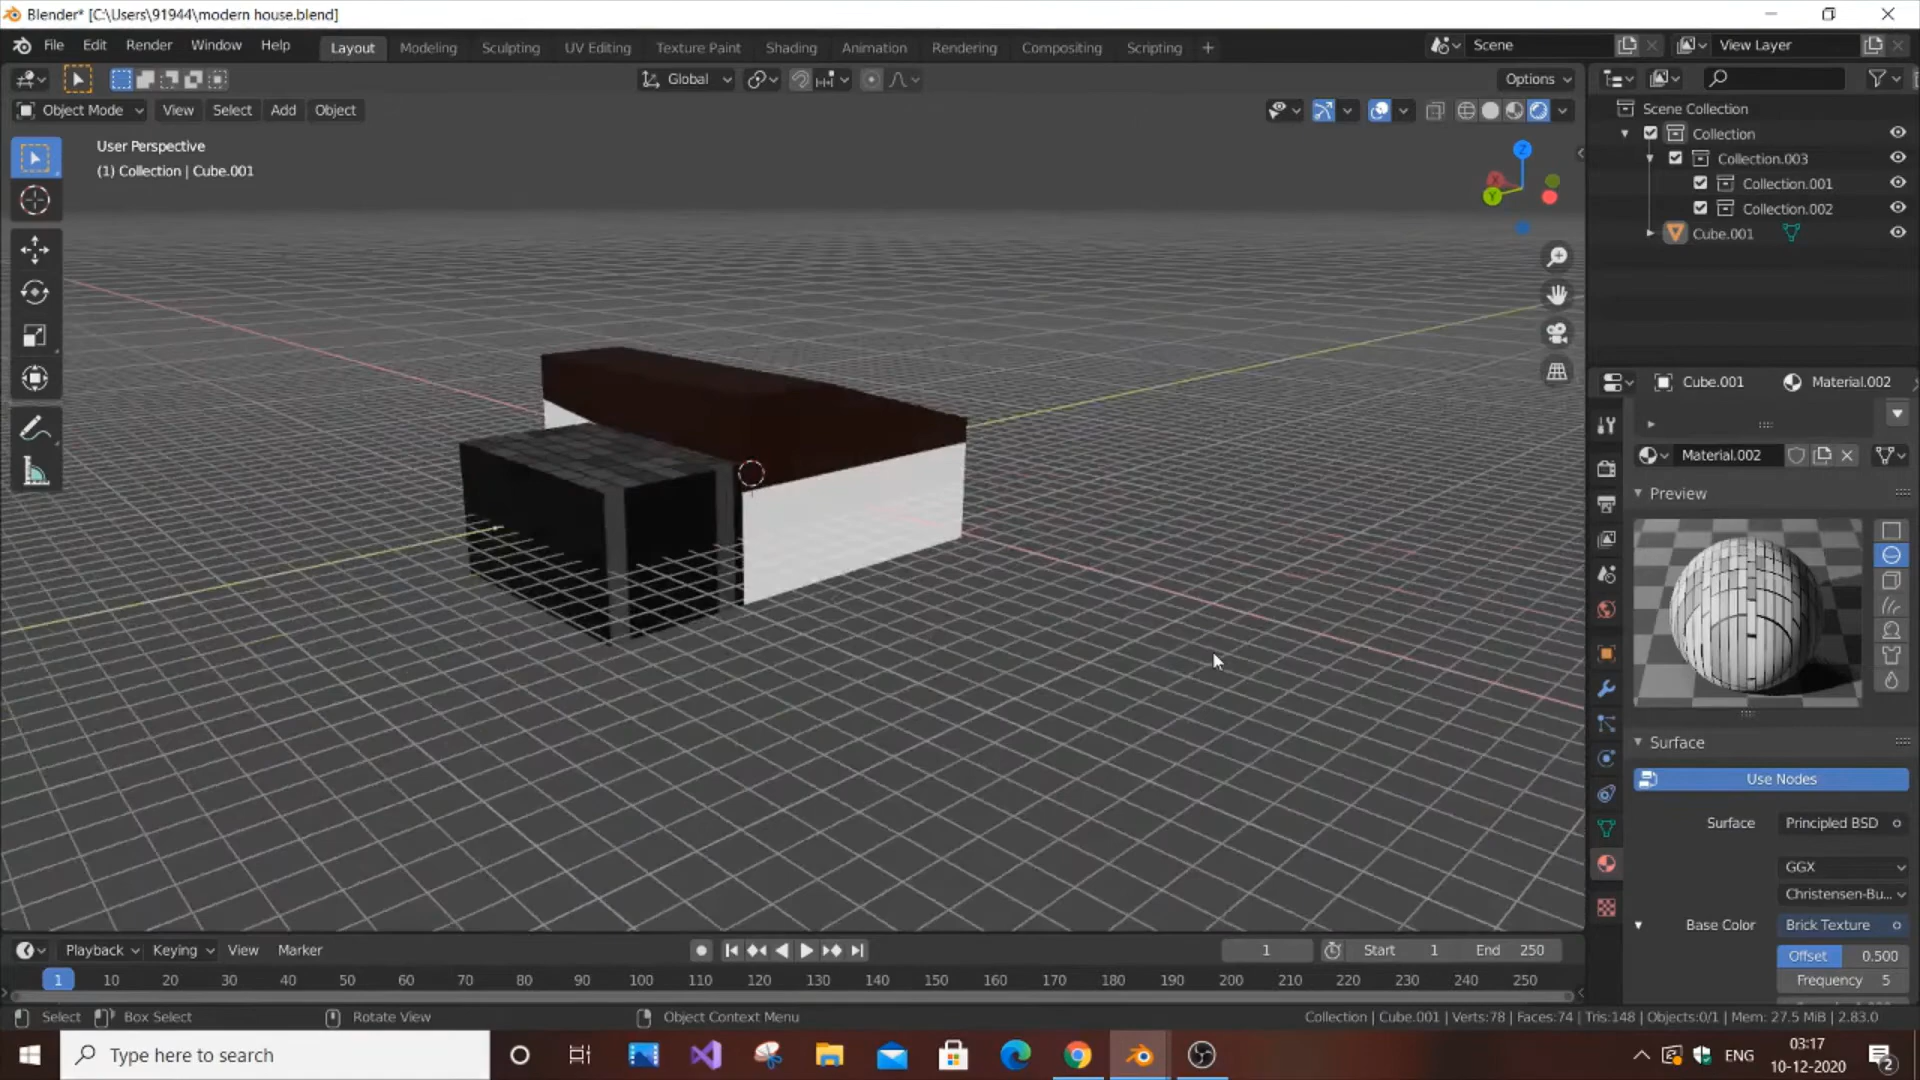 Blender* [C:\Users\91944\modern house.blend]
File Edit Render Window Help Layout Modeling Sculpting UV Editing Texture Paint Shading Animation Rendering Compositing Scripting + Scene View Layer
Global Options
Object Mode View Select Add Object
User Perspective
(1) Collection | Cube.001
Z
X
Y
Scene Collection
Collection
Collection.003
Collection.001
Collection.002
Cube.001
Cube.001 Material.002
Material.002
Preview
Surface
Use Nodes
Surface Principled BSD
GGX
Christensen-Bu...
Base Color Brick Texture
Offset 0.500
Frequency 5
Playback Keying View Marker 1 Start 1 End 250
1 10 20 30 40 50 60 70 80 90 100 110 120 130 140 150 160 170 180 190 200 210 220 230 240 250
Select Box Select Rotate View Object Context Menu Collection | Cube.001 | Verts:78 | Faces:74 | Tris:148 | Objects:0/1 | Mem: 27.5 MiB | 2.83.0
Type here to search
ENG
03:17
10-12-2020
2